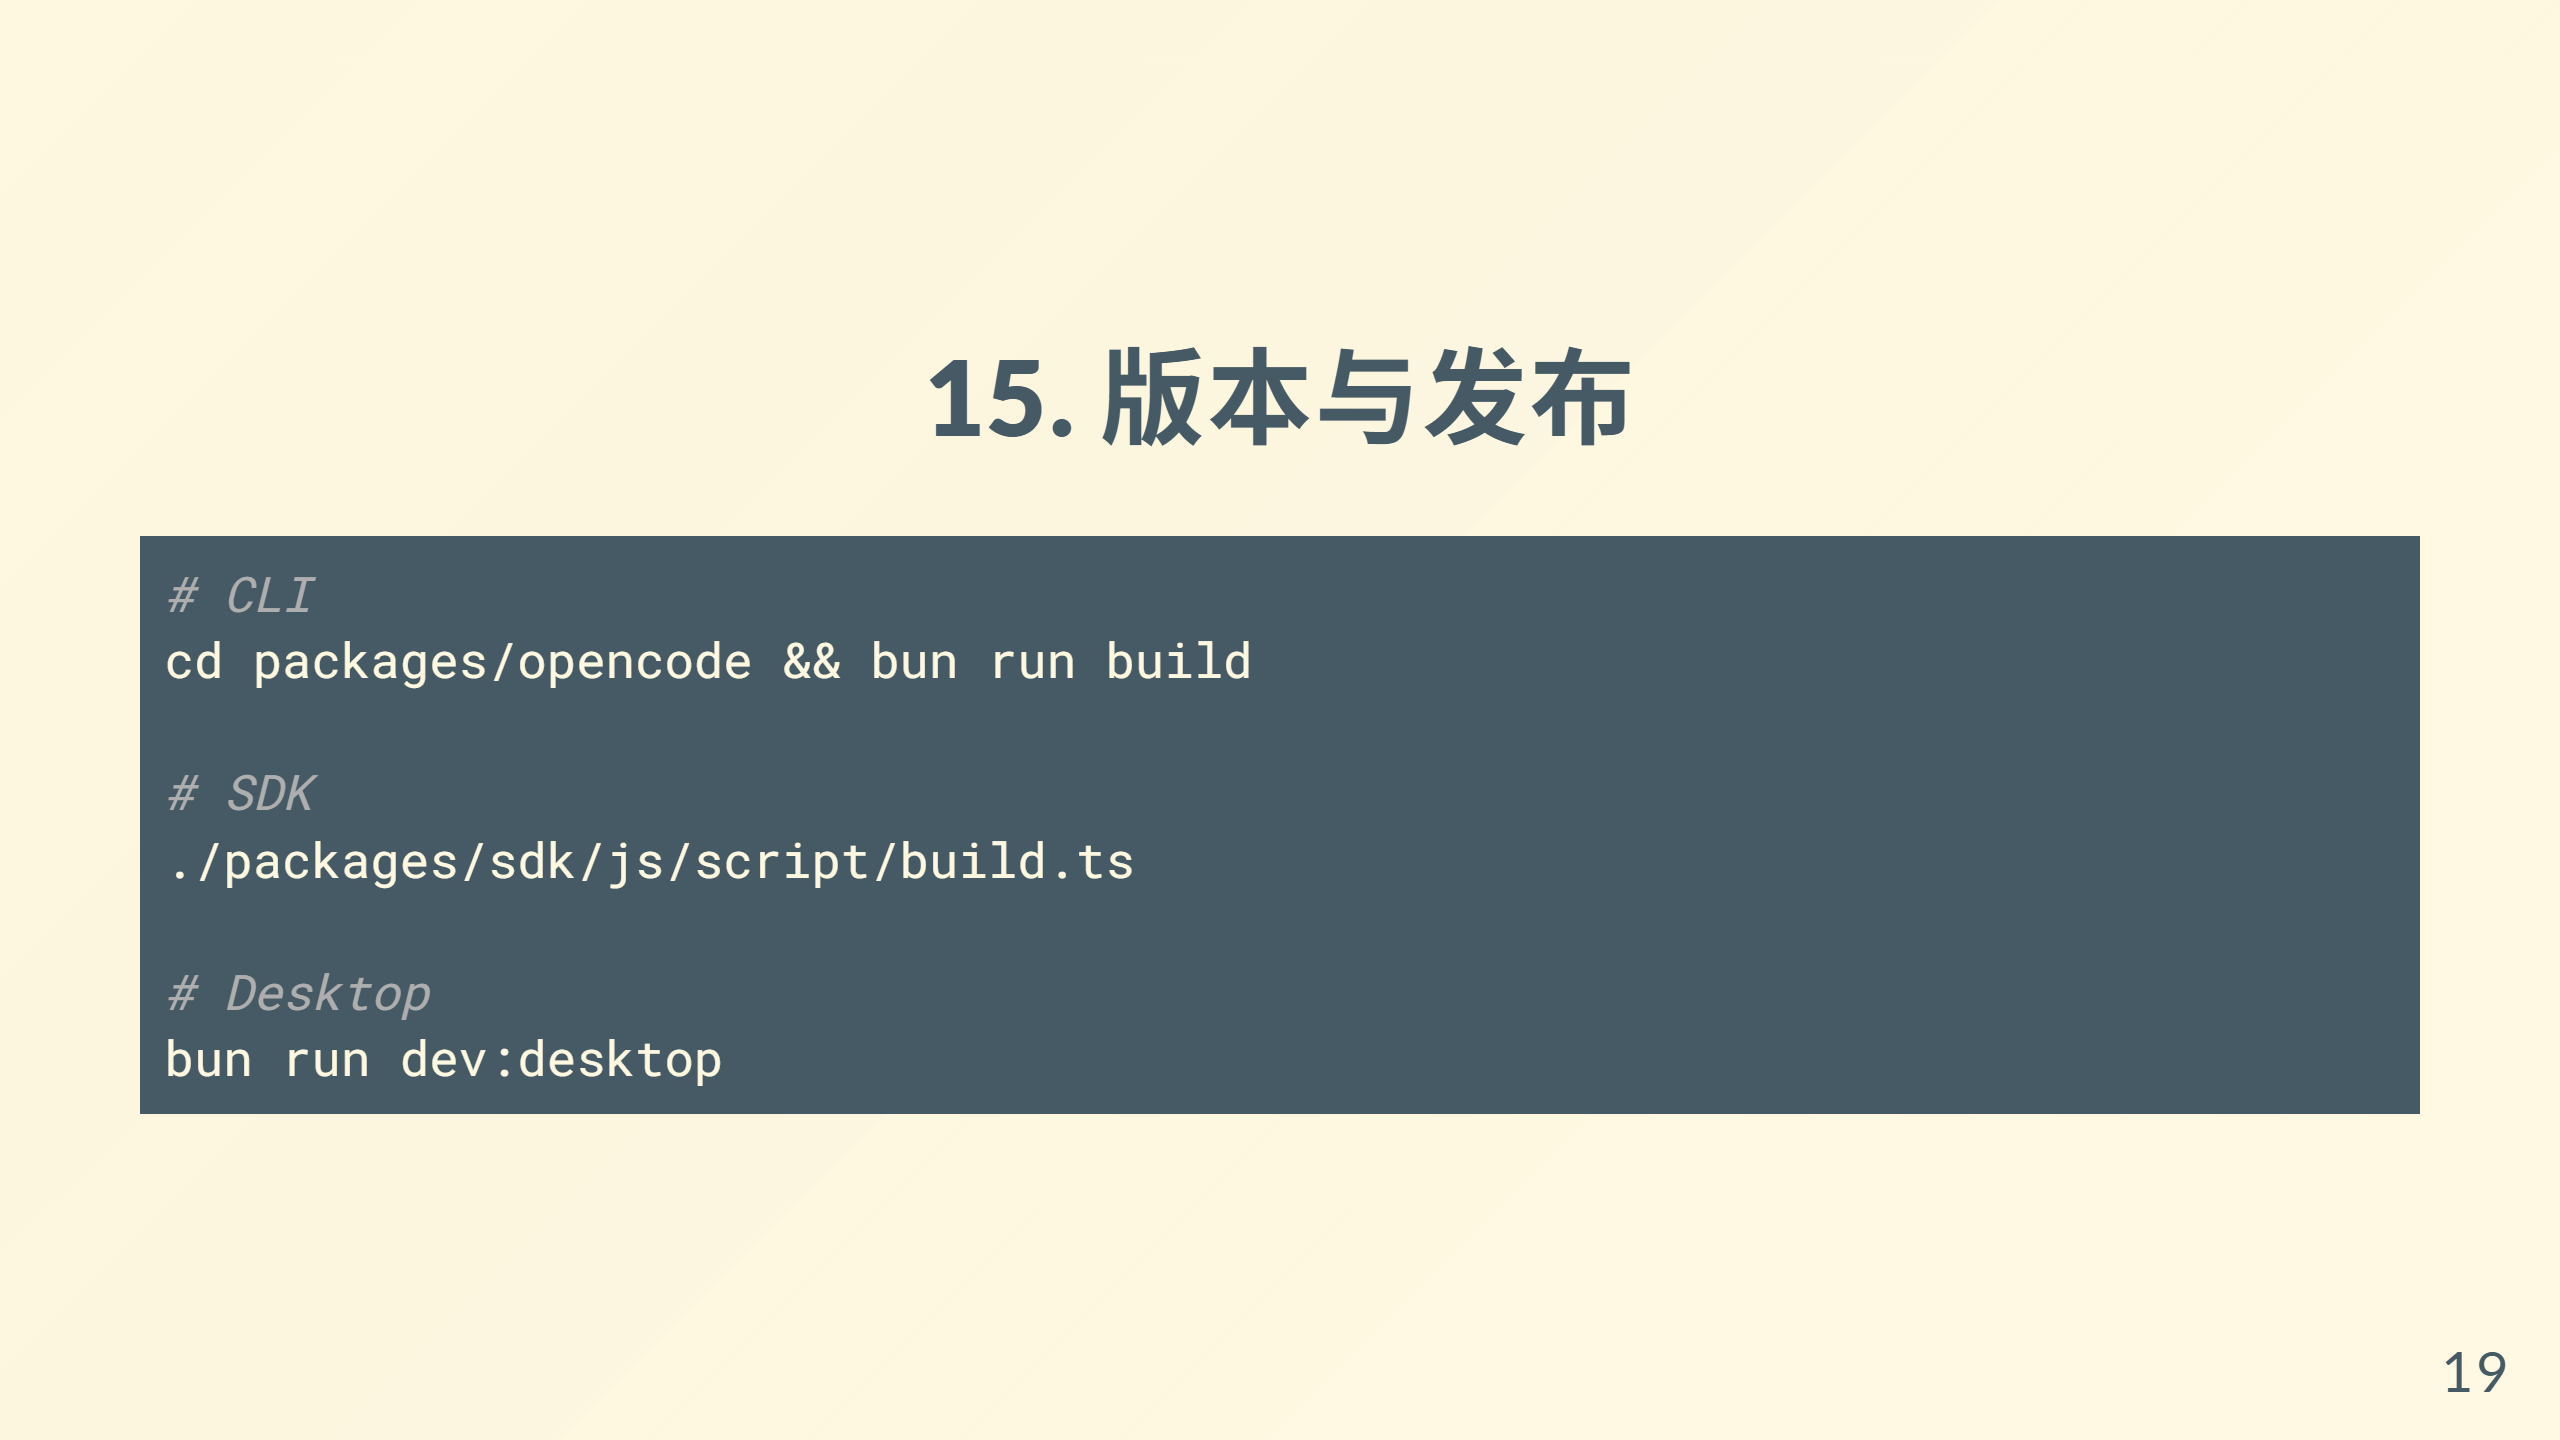 15. 版本与发布
# CLI
cd packages/opencode && bun run build
# SDK
./packages/sdk/js/script/build.ts
# Desktop
bun run dev:desktop
19